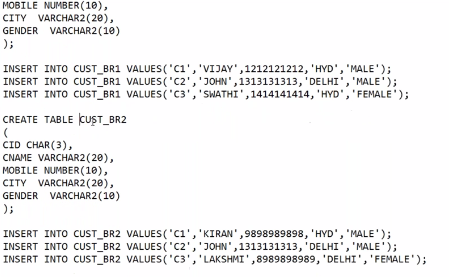 MOBILE NUMBER(10),
CITY VARCHAR2(20),
GENDER VARCHAR2(10)
);
INSERT INTO CUST_BR1 VALUES('C1','VIJAY',1212121212,'HYD','MALE');
INSERT INTO CUST_BR1 VALUES('C2','JOHN',1313131313,'DELHI','MALE');
INSERT INTO CUST_BR1 VALUES('C3','SWATHI',1414141414,'HYD','FEMALE');
CREATE TABLE CUST_BR2
(
CID CHAR(3),
CNAME VARCHAR2(20),
MOBILE NUMBER(10),
CITY VARCHAR2(20),
GENDER VARCHAR2(10)
);
INSERT INTO CUST_BR2 VALUES('C1','KIRAN',9898989898,'HYD','MALE');
INSERT INTO CUST_BR2 VALUES('C2','JOHN',1313131313,'DELHI','MALE');
INSERT INTO CUST_BR2 VALUES('C3','LAKSHMI',8989898989,'DELHI','FEMALE');